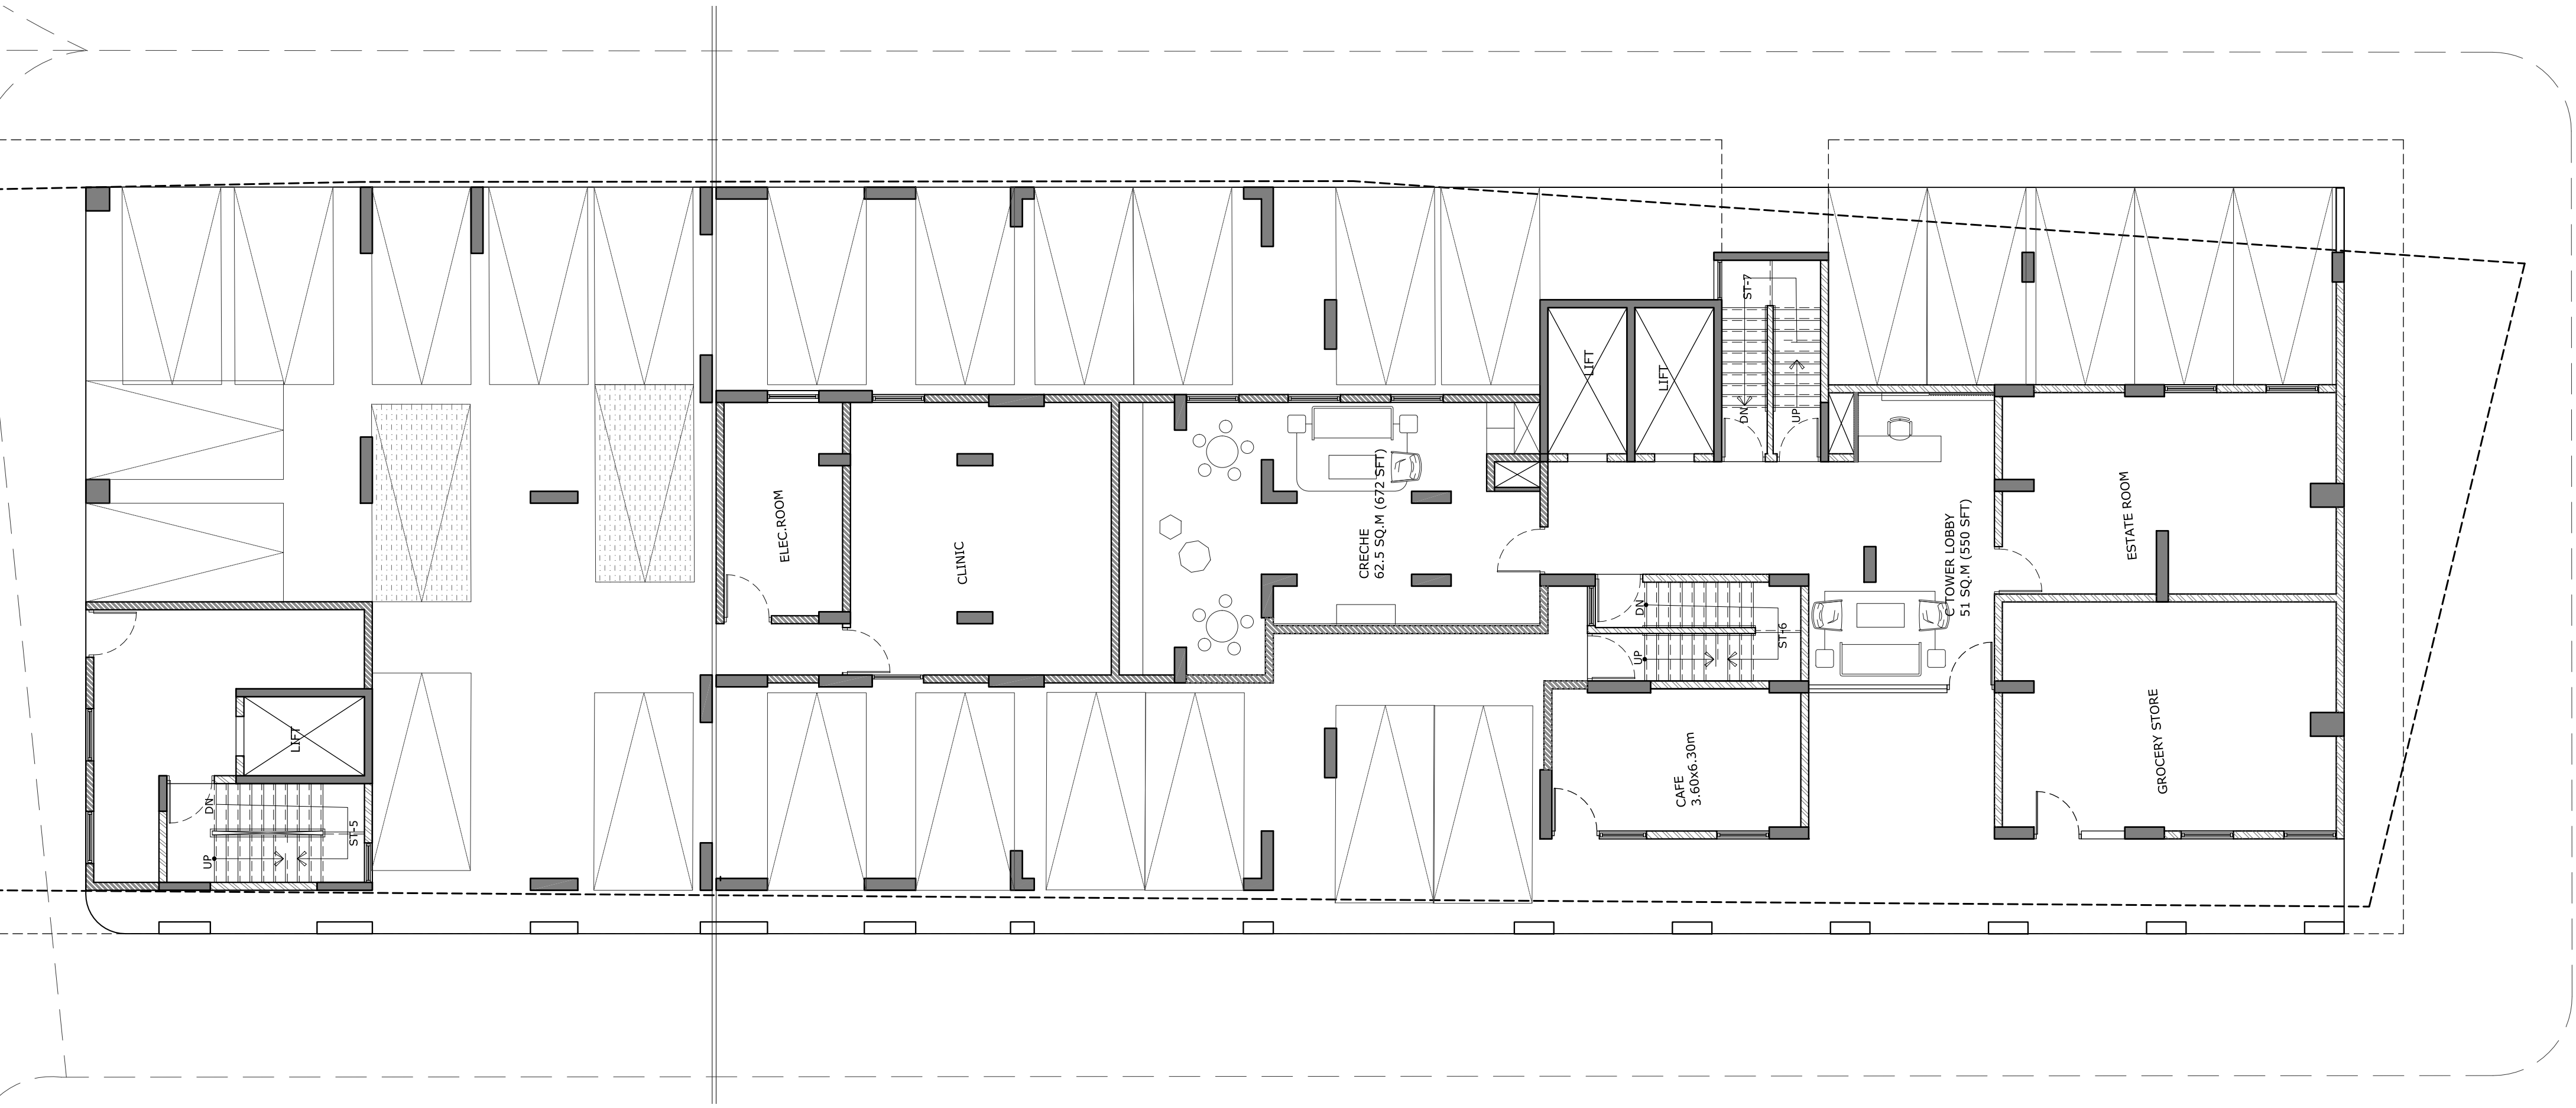 ST-7
DN
UP
LIFT
LIFT
ELEC.ROOM
CLINIC
CRECHE
62.5 SQ.M (672 SFT)
C TOWER LOBBY
51 SQ.M (550 SFT)
ESTATE ROOM
DN
UP
ST-6
LIFT
DN
UP
ST-5
CAFE
3.60x6.30m
GROCERY STORE